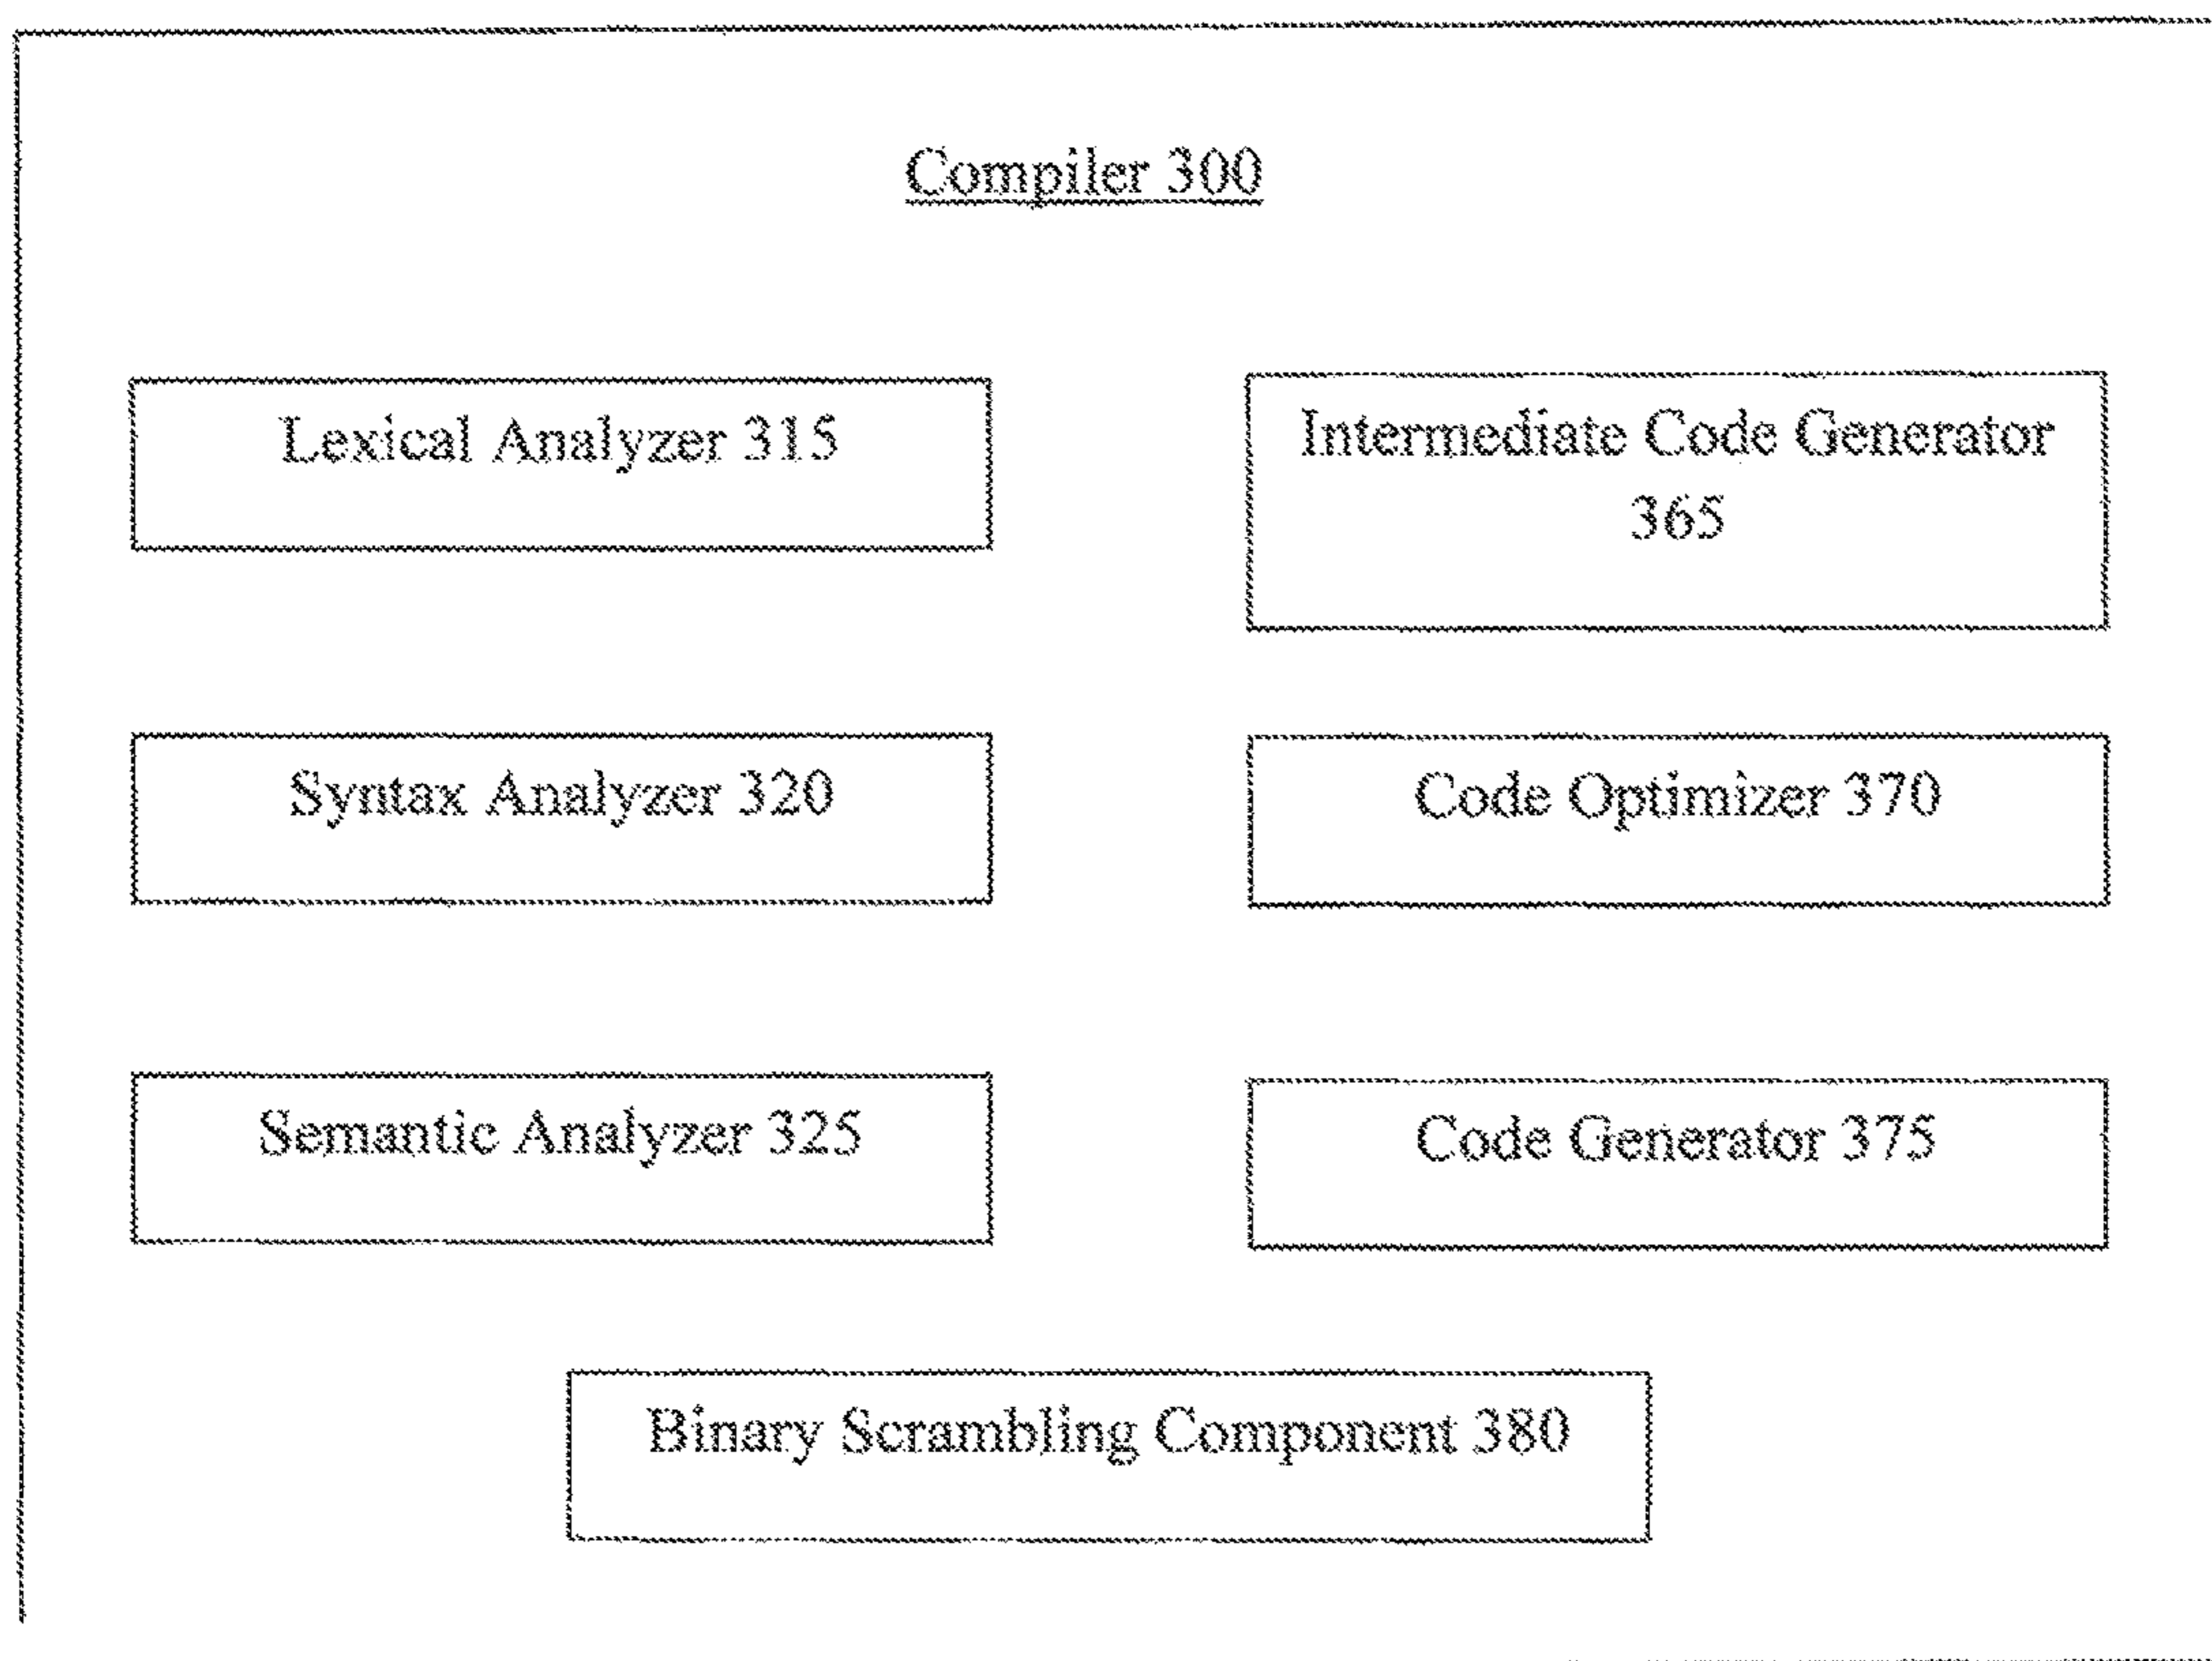 Compiler 300
Lexical Analyzer 315
Intermediate Code Generator
365
Syntax Analyzer 320
Code Optimizer 370
Semantic Analyzer 325
Code Generator 375
Binary Scrambling Component 380